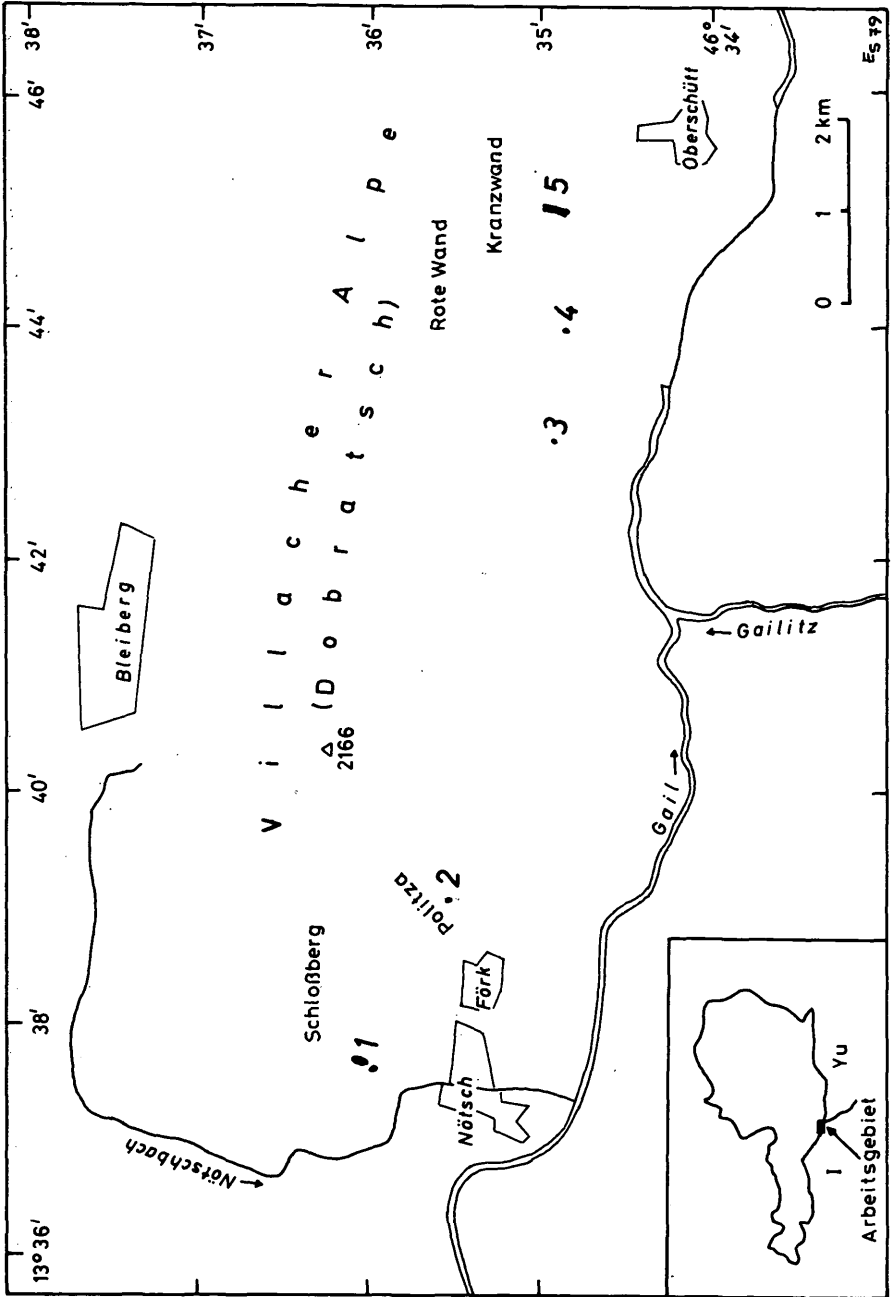 13°36'
38'
40'
42'
44'
46'
38'
37'
36'
35'
46°
34'
Bleiberg
Villacher Alpe
(Dobratsch)
2166
Schloßberg
Politza
Rote Wand
Kranzwand
1
2
3
4
5
Nötschbach
Nötsch
Förk
Oberschütt
Gail
Gailitz
0 1 2 km
I
Yu
Arbeitsgebiet
ES 79